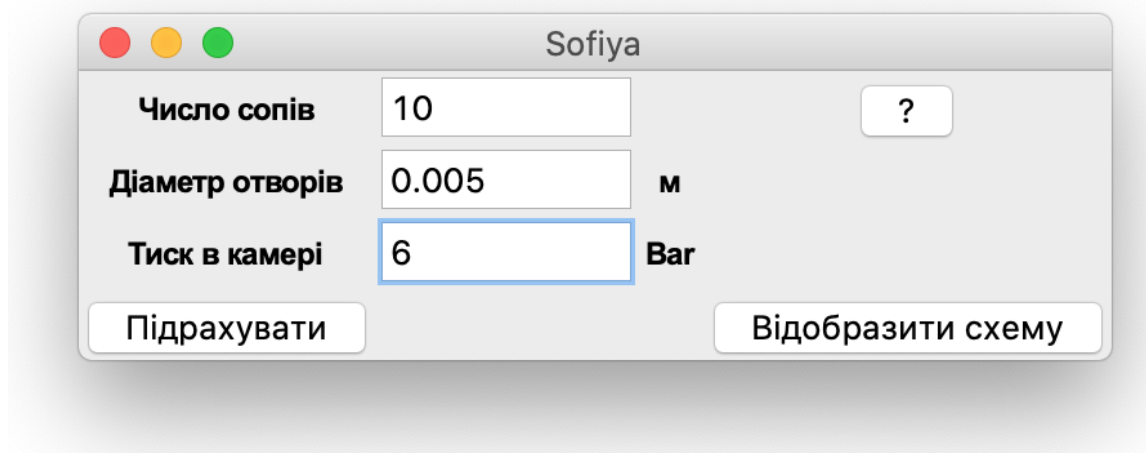 Sofiya
Число сопів 10 ?
Діаметр отворів 0.005 м
Тиск в камері 6 Bar
Підрахувати Відобразити схему